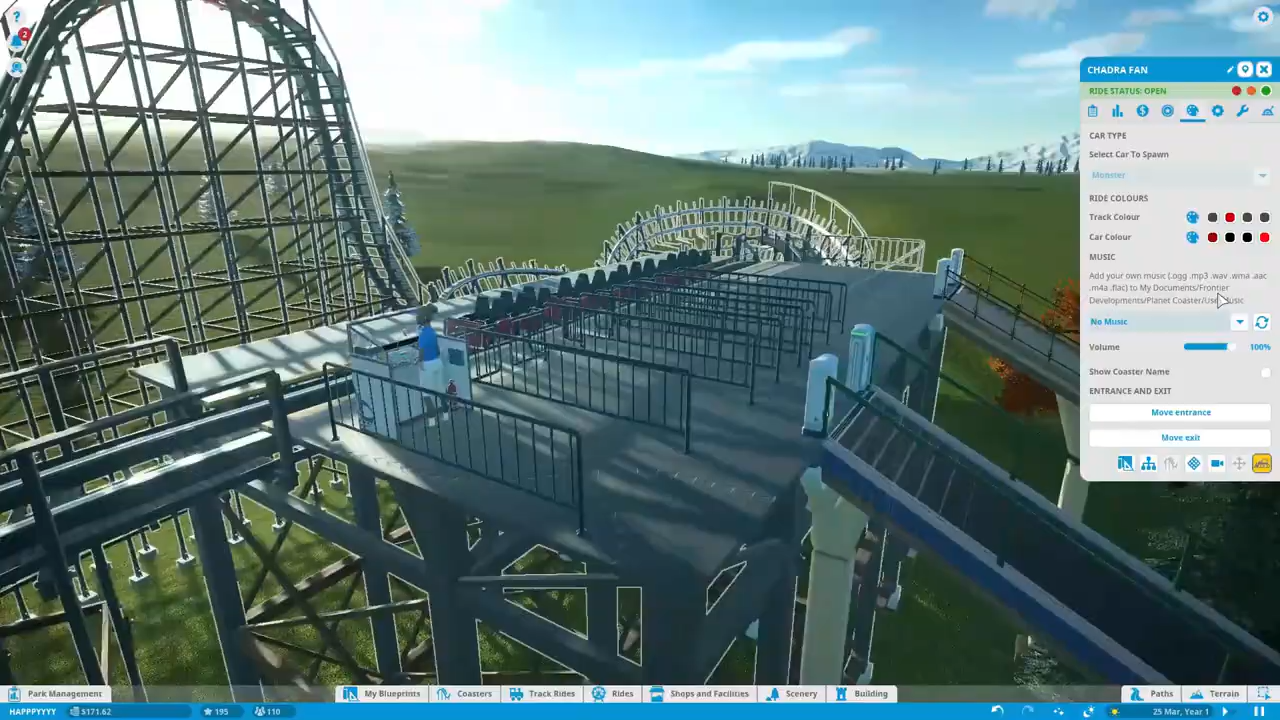 ?
2
CHADRA FAN
RIDE STATUS: OPEN
CAR TYPE
Select Car To Spawn
Monster
RIDE COLOURS
Track Colour
Car Colour
MUSIC
Add your own music (.ogg .mp3 .wav .wma .aac
.m4a .flac) to My Documents/Frontier
Developments/Planet Coaster/UserMusic
No Music
Volume 100%
Show Coaster Name
ENTRANCE AND EXIT
Move entrance
Move exit
Park Management My Blueprints Coasters Track Rides Rides Shops and Facilities Scenery Building Paths Terrain
HAPPPYYYY $171.62 195 110 25 Mar, Year 1